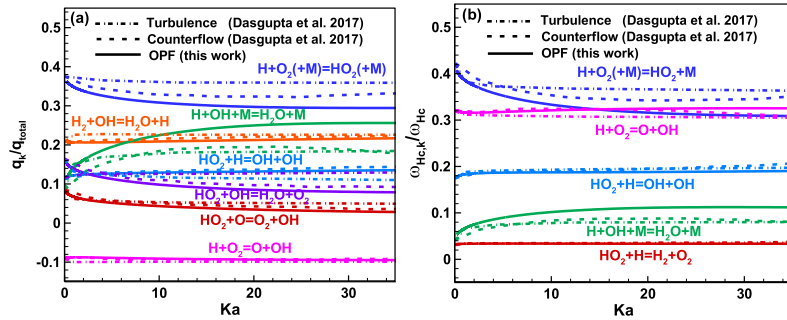 (a)
Turbulence (Dasgupta et al. 2017)
Counterflow (Dasgupta et al. 2017)
OPF (this work)
H+O2(+M)=HO2(+M)
H2+OH=H2O+H
H+OH+M=H2O+M
HO2+H=OH+OH
HO2+OH=H2O+O2
HO2+O=O2+OH
H+O2=O+OH
qk/qtotal
0.5
0.4
0.3
0.2
0.1
0
-0.1
0 10 20 30
Ka
(b)
Turbulence (Dasgupta et al. 2017)
Counterflow (Dasgupta et al. 2017)
OPF (this work)
H+O2(+M)=HO2+M
H+O2=O+OH
HO2+H=OH+OH
H+OH+M=H2O+M
HO2+H=H2+O2
ωHc,k/ωHc
0.5
0.4
0.3
0.2
0.1
0
0 10 20 30
Ka